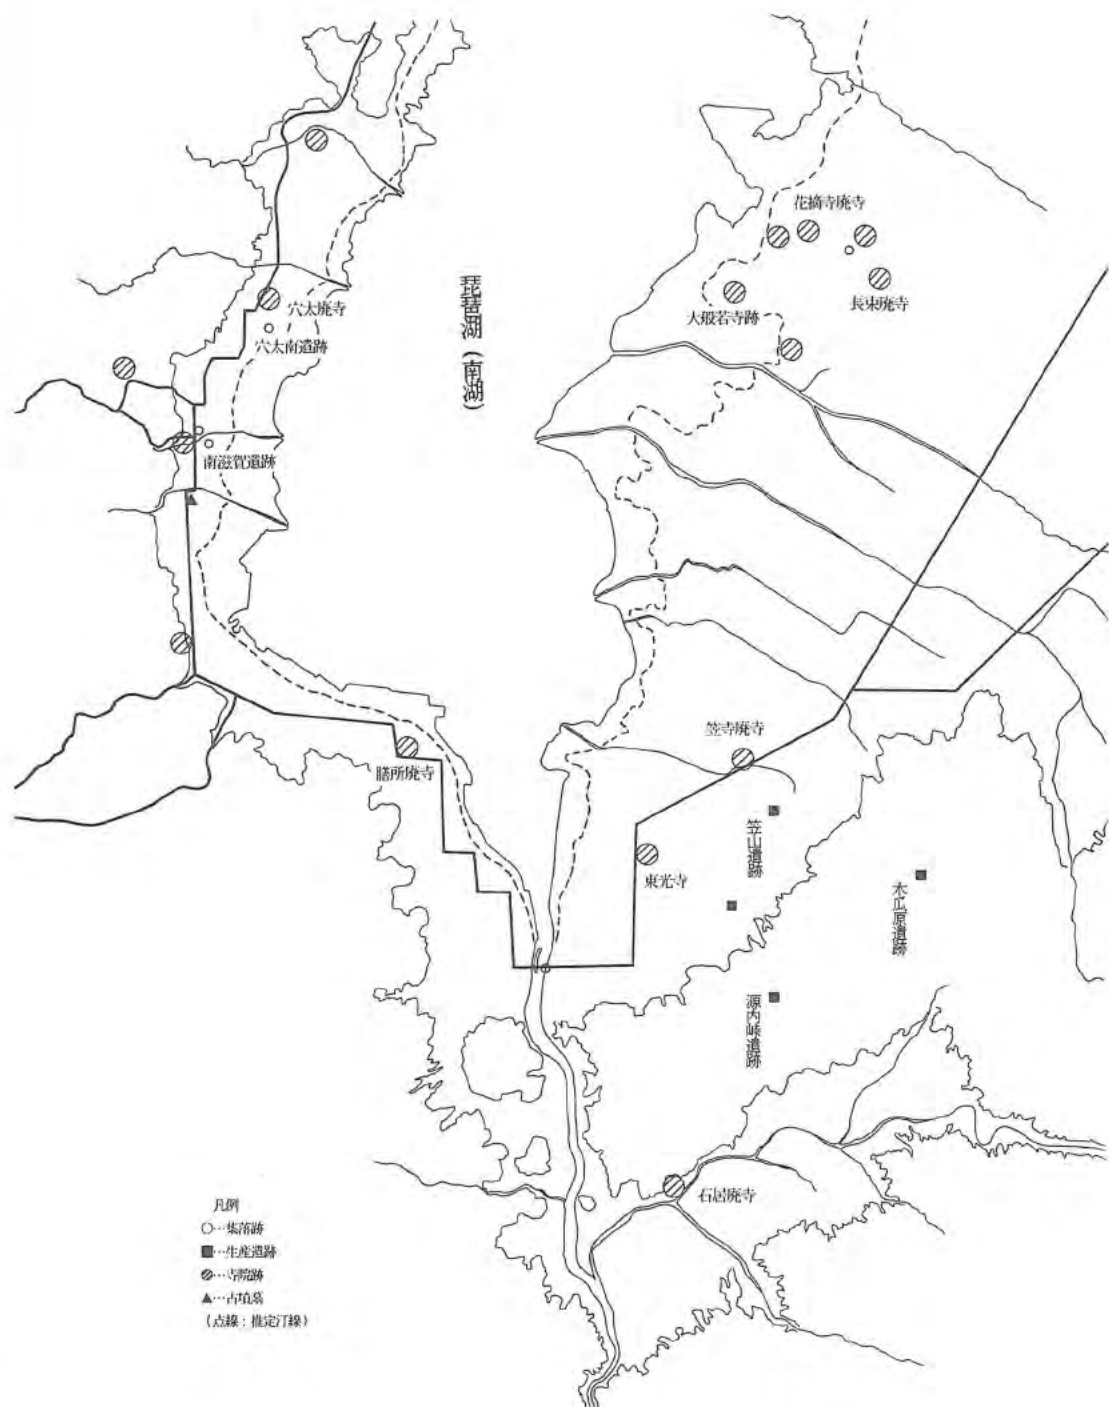 花摘寺廃寺
琵琶湖(南湖)
長束廃寺
穴太廃寺
大般若寺跡
穴太南遺跡
南滋賀遺跡
笠寺廃寺
膳所廃寺
笠山遺跡
東光寺
木瓜原遺跡
源内峠遺跡
石居廃寺
凡例
○…集落跡
■…生産遺跡
…寺院跡
▲…古墳墓
(点線:推定汀線)